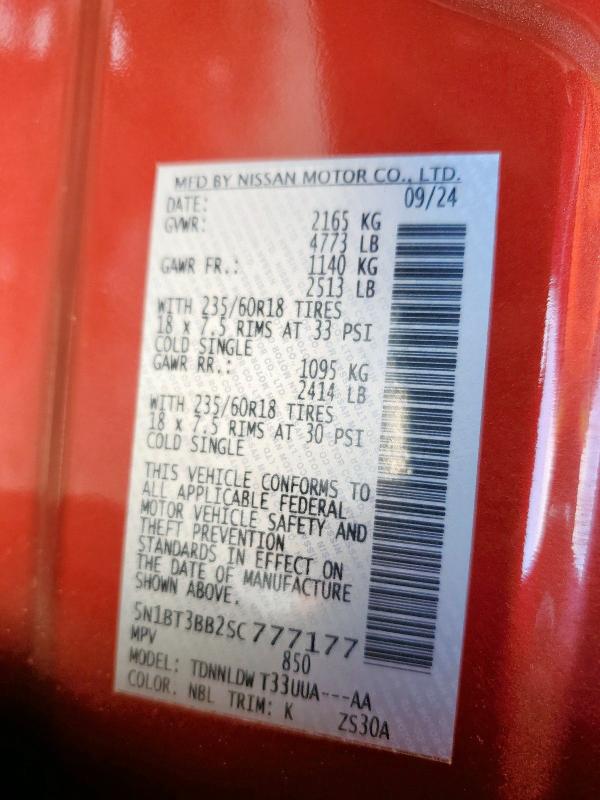 MFD BY NISSAN MOTOR CO., LTD.
DATE: 09/24
GVWR: 2165 KG
4773 LB
GAWR FR.: 1140 KG
2513 LB
WITH 235/60R18 TIRES
18 x 7.5 RIMS AT 33 PSI
COLD SINGLE
GAWR RR.: 1095 KG
2414 LB
WITH 235/60R18 TIRES
18 x 7.5 RIMS AT 30 PSI
COLD SINGLE
THIS VEHICLE CONFORMS TO
ALL APPLICABLE FEDERAL
MOTOR VEHICLE SAFETY AND
THEFT PREVENTION
STANDARDS IN EFFECT ON
THE DATE OF MANUFACTURE
SHOWN ABOVE.
5N1BT3BB2SC777177
MPV 850
MODEL: TDNNLDW T33UUA---AA
COLOR: NBL TRIM: K ZS30A